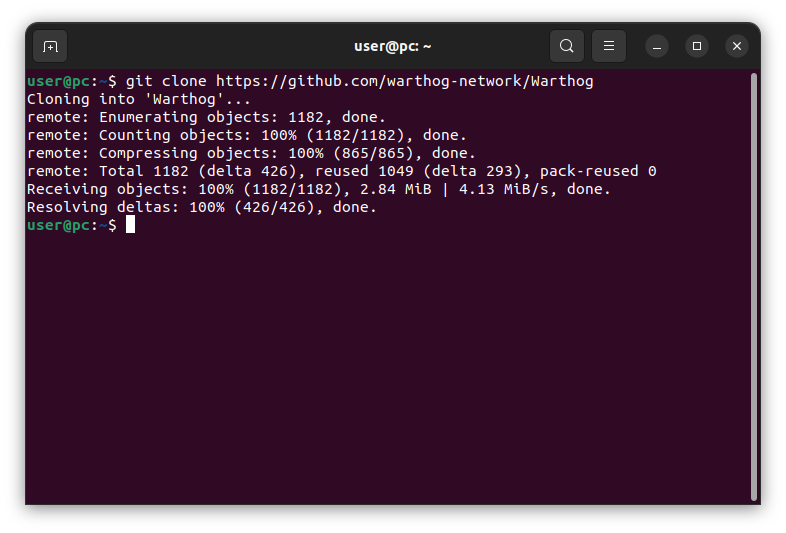 user@pc: ~
user@pc:~$ git clone https://github.com/warthog-network/Warthog
Cloning into 'Warthog'...
remote: Enumerating objects: 1182, done.
remote: Counting objects: 100% (1182/1182), done.
remote: Compressing objects: 100% (865/865), done.
remote: Total 1182 (delta 426), reused 1049 (delta 293), pack-reused 0
Receiving objects: 100% (1182/1182), 2.84 MiB | 4.13 MiB/s, done.
Resolving deltas: 100% (426/426), done.
user@pc:~$